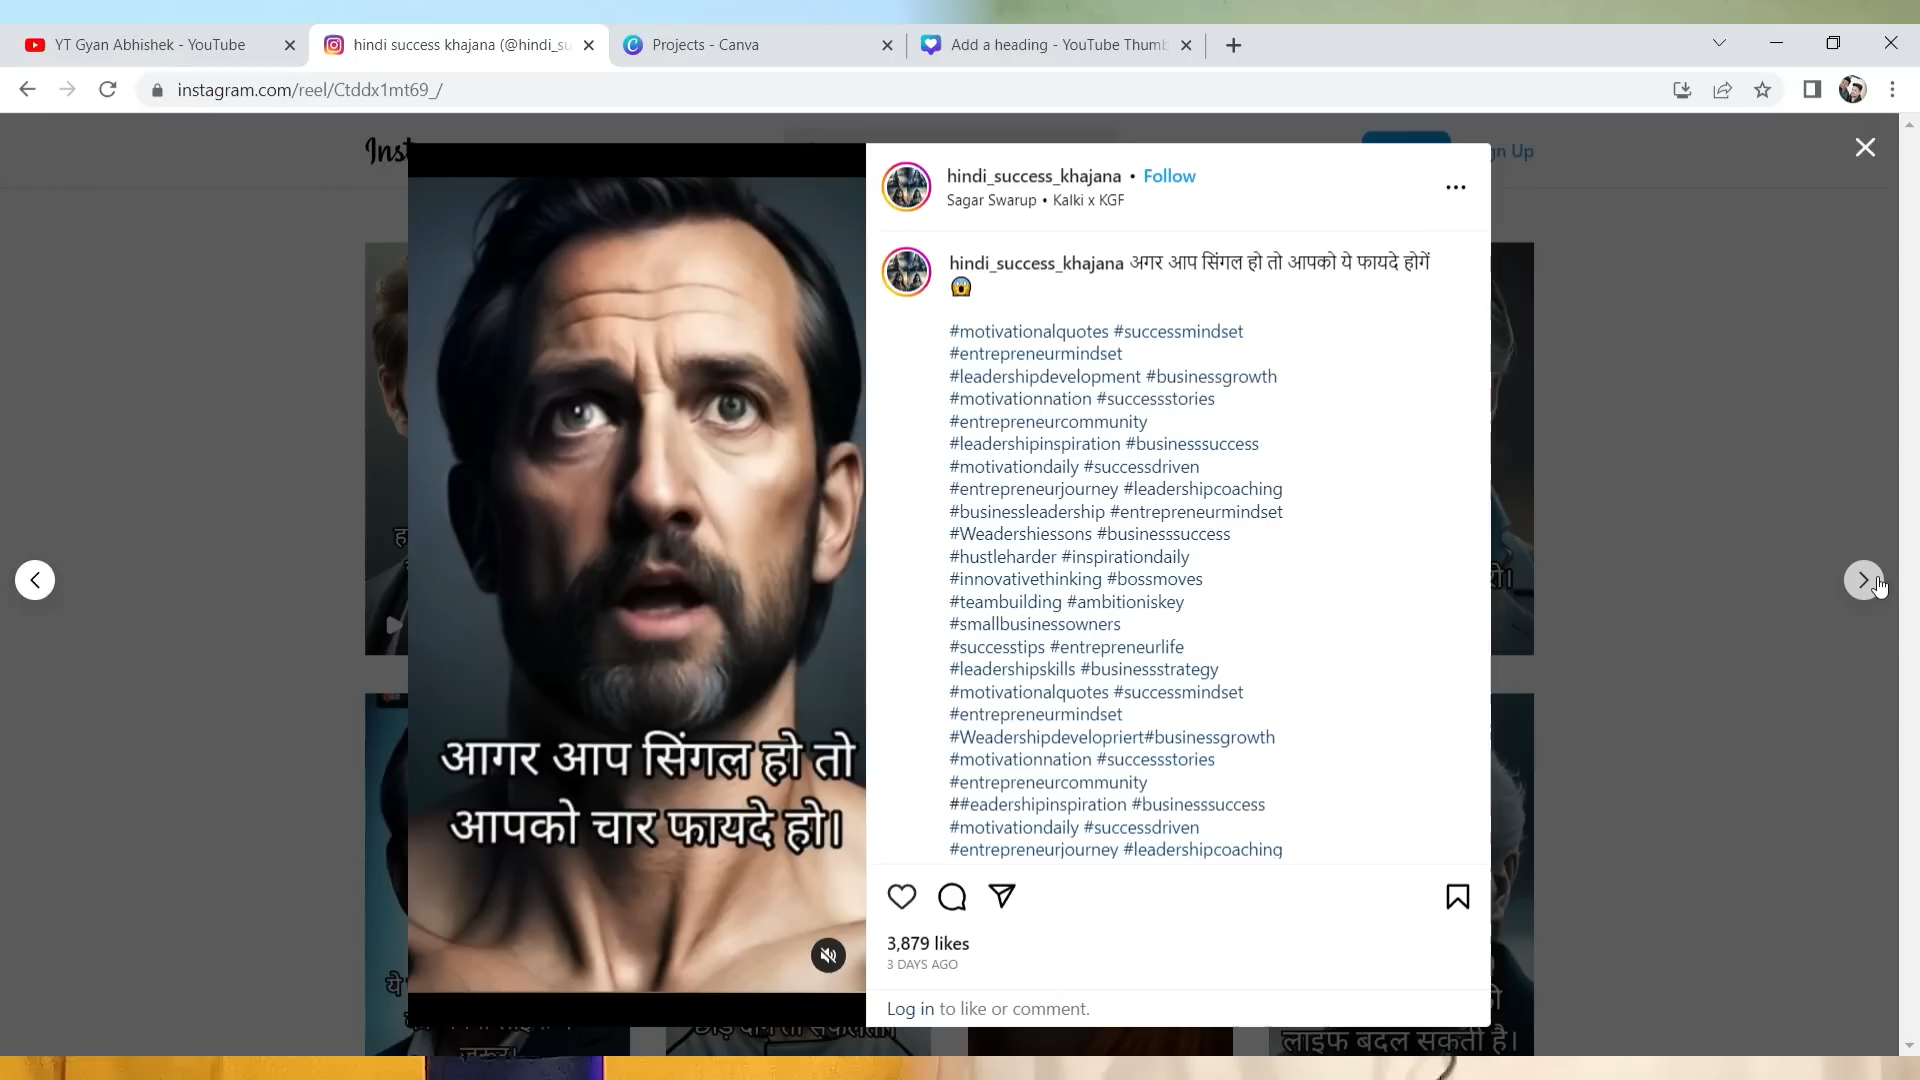 YT Gyan Abhishek - YouTube
hindi success khajana (@hindi_su
Projects - Canva
Add a heading - YouTube Thumb
instagram.com/reel/Ctddx1mt69_/
hindi_success_khajana • Follow
Sagar Swarup • Kalki x KGF
hindi_success_khajana अगर आप सिंगल हो तो आपको ये फायदे होगें
😱
#motivationalquotes #successmindset
#entrepreneurmindset
#leadershipdevelopment #businessgrowth
#motivationnation #successstories
#entrepreneurcommunity
#leadershipinspiration #businesssuccess
#motivationdaily #successdriven
#entrepreneurjourney #leadershipcoaching
#businessleadership #entrepreneurmindset
#Weadershiessons #businesssuccess
#hustleharder #inspirationdaily
#innovativethinking #bossmoves
#teambuilding #ambitioniskey
#smallbusinessowners
#successtips #entrepreneurlife
#leadershipskills #businessstrategy
#motivationalquotes #successmindset
#entrepreneurmindset
#Weadershipdevelopriert#businessgrowth
#motivationnation #successstories
#entrepreneurcommunity
##eadershipinspiration #businesssuccess
#motivationdaily #successdriven
#entrepreneurjourney #leadershipcoaching
3,879 likes
3 DAYS AGO
Log in to like or comment.
आगर आप सिंगल हो तो
आपको चार फायदे हो।
Inst
gn Up
लाइफ बदल सकती है।